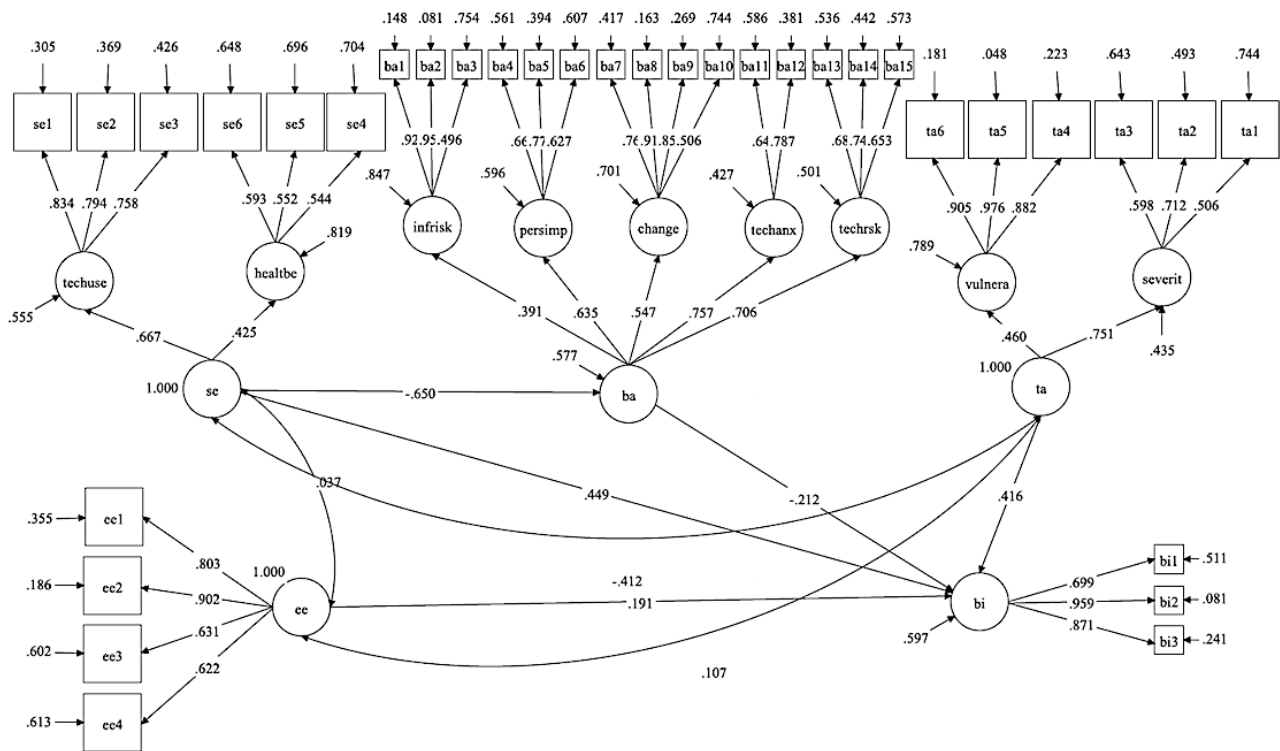 .148 .081 .754 .561 .394 .607 .417 .163 .269 .744 .586 .381 .536 .442 .573
.305 .369 .426 .648 .696 .704
.181 .048 .223 .643 .493 .744
ba1 ba2 ba3 ba4 ba5 ba6 ba7 ba8 ba9 ba10 ba11 ba12 ba13 ba14 ba15
se1 se2 se3 se6 se5 se4
ta6 ta5 ta4 ta3 ta2 ta1
.92 .95 .496 .66 .77 .627 .76 .91 .85 .506 .64 .787 .68 .74 .653
.847 .596 .701 .427 .501
.834 .794 .758 .593 .552 .544
.905 .976 .882 .598 .712 .506
infrisk persimp change techanx techrsk
.819 .789
techuse healtbe vulnera severit
.555 .667 .425 .391 .635 .547 .757 .706 .460 .751 .435
.577
1.000 se -.650 ba 1.000 ta
.037 .449 -.212 .416
.355 ee1
.803
.186 ee2 .902
1.000 ee
-.412
.191
bi
.597
.699 bi1 .511
.959 bi2 .081
.871 bi3 .241
.602 ee3 .631
.622
.107
.613 ee4